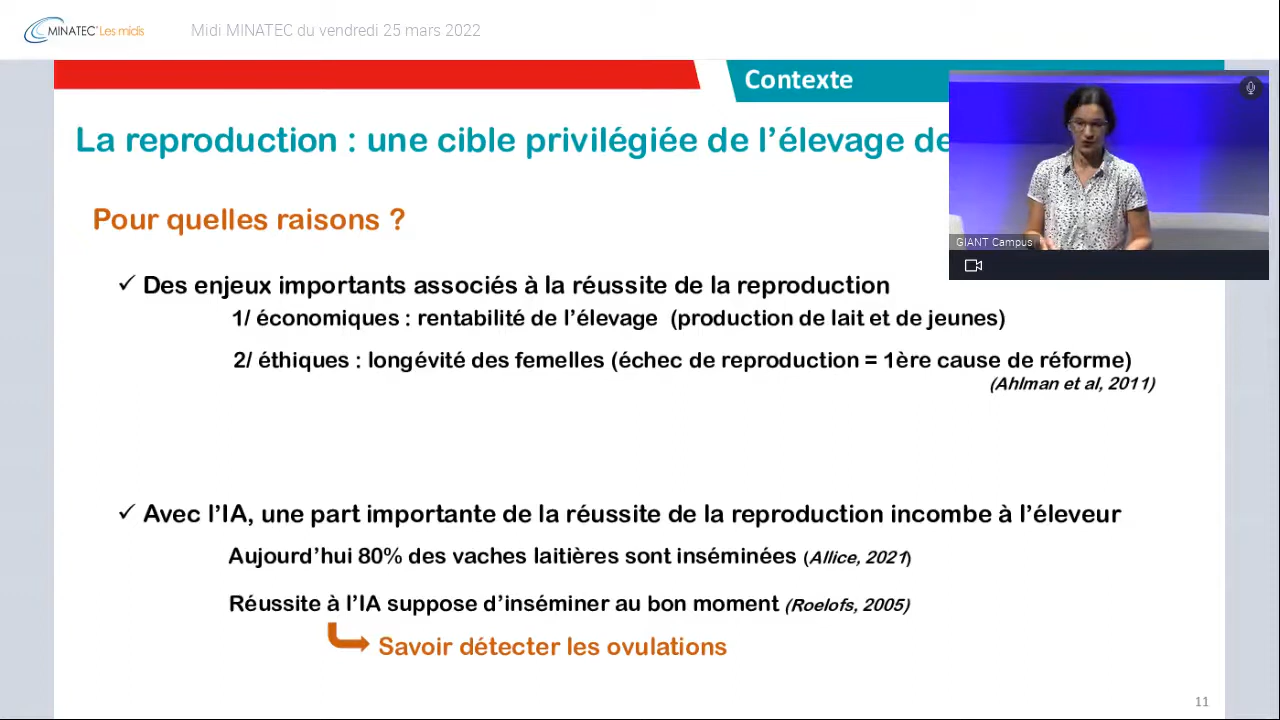 MINATEC Les midis
Midi MINATEC du vendredi 25 mars 2022
Contexte
La reproduction : une cible privilégiée de l'élevage de
Pour quelles raisons ?
✓ Des enjeux importants associés à la réussite de la reproduction
1/ économiques : rentabilité de l'élevage (production de lait et de jeunes)
2/ éthiques : longévité des femelles (échec de reproduction = 1ère cause de réforme)
(Ahlman et al, 2011)
✓ Avec l'IA, une part importante de la réussite de la reproduction incombe à l'éleveur
Aujourd'hui 80% des vaches laitières sont inséminées (Allice, 2021)
Réussite à l'IA suppose d'inséminer au bon moment (Roelofs, 2005)
Savoir détecter les ovulations
GIANT Campus
11